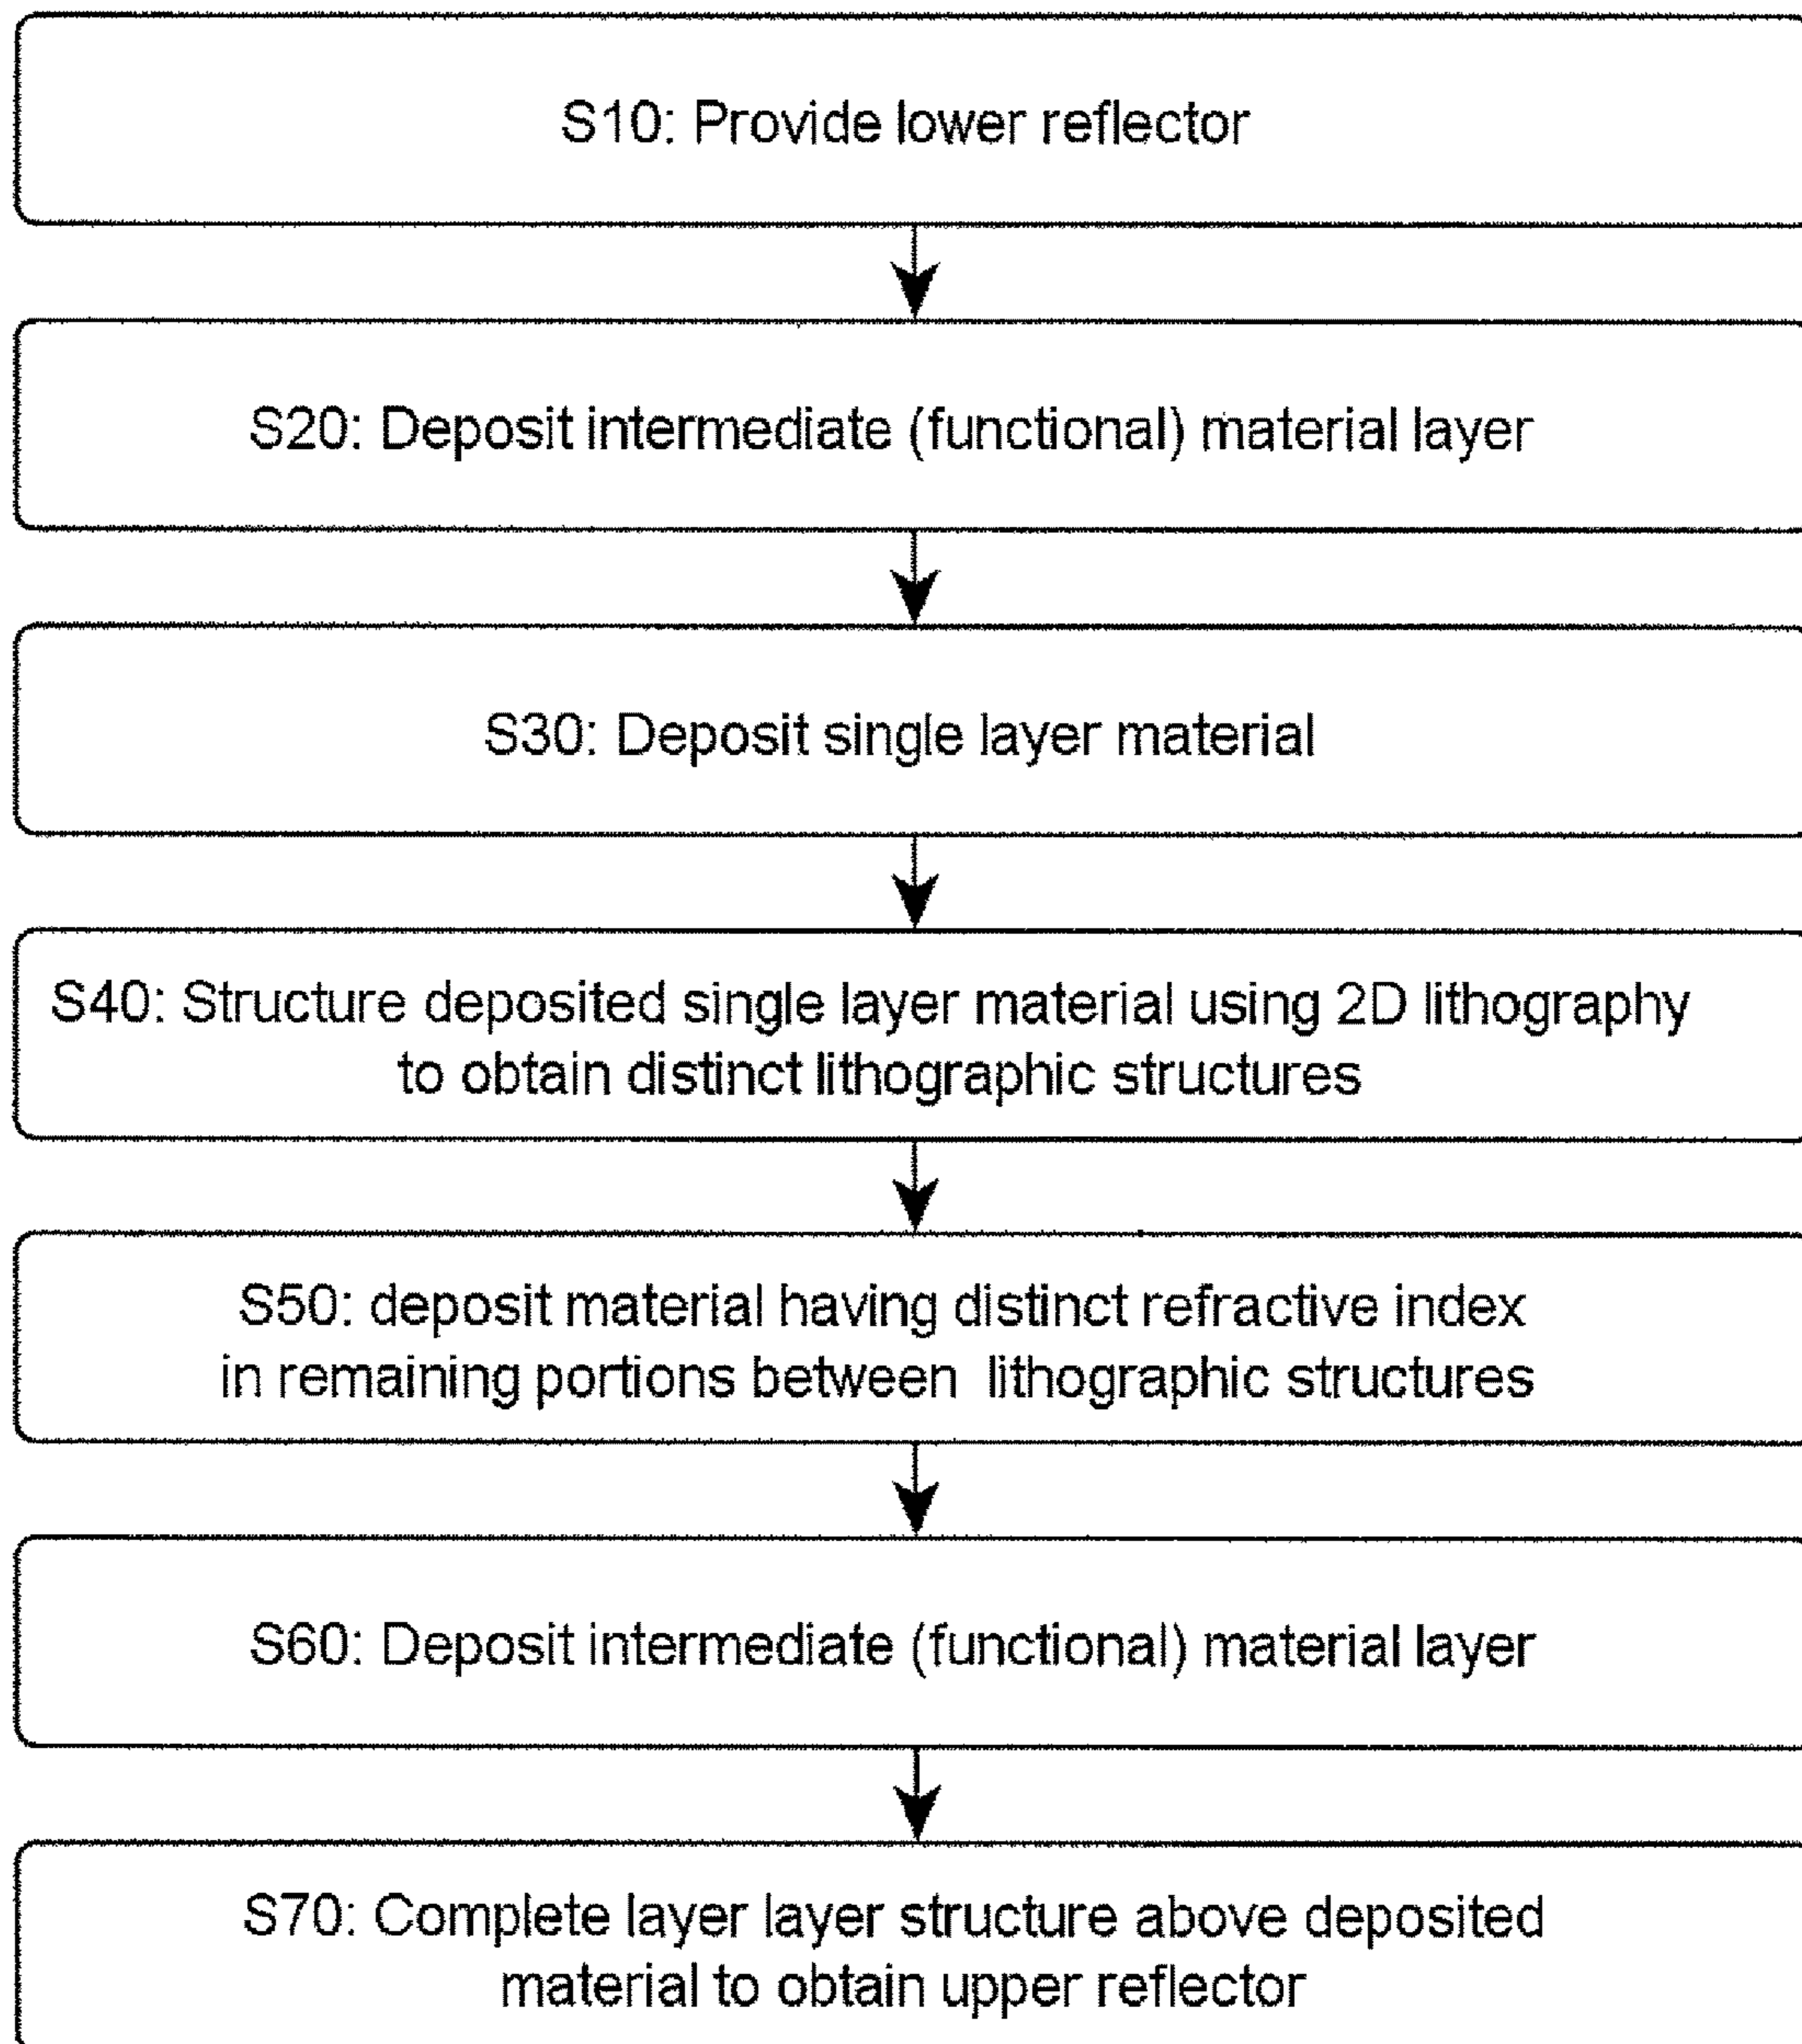 S10: Provide lower reflector
S20: Deposit intermediate (functional) material layer
S30: Deposit single layer material
S40: Structure deposited single layer material using 2D lithography
to obtain distinct lithographic structures
S50: deposit material having distinct refractive index
in remaining portions between lithographic structures
S60: Deposit intermediate (functional) material layer
S70: Complete layer layer structure above deposited
material to obtain upper reflector